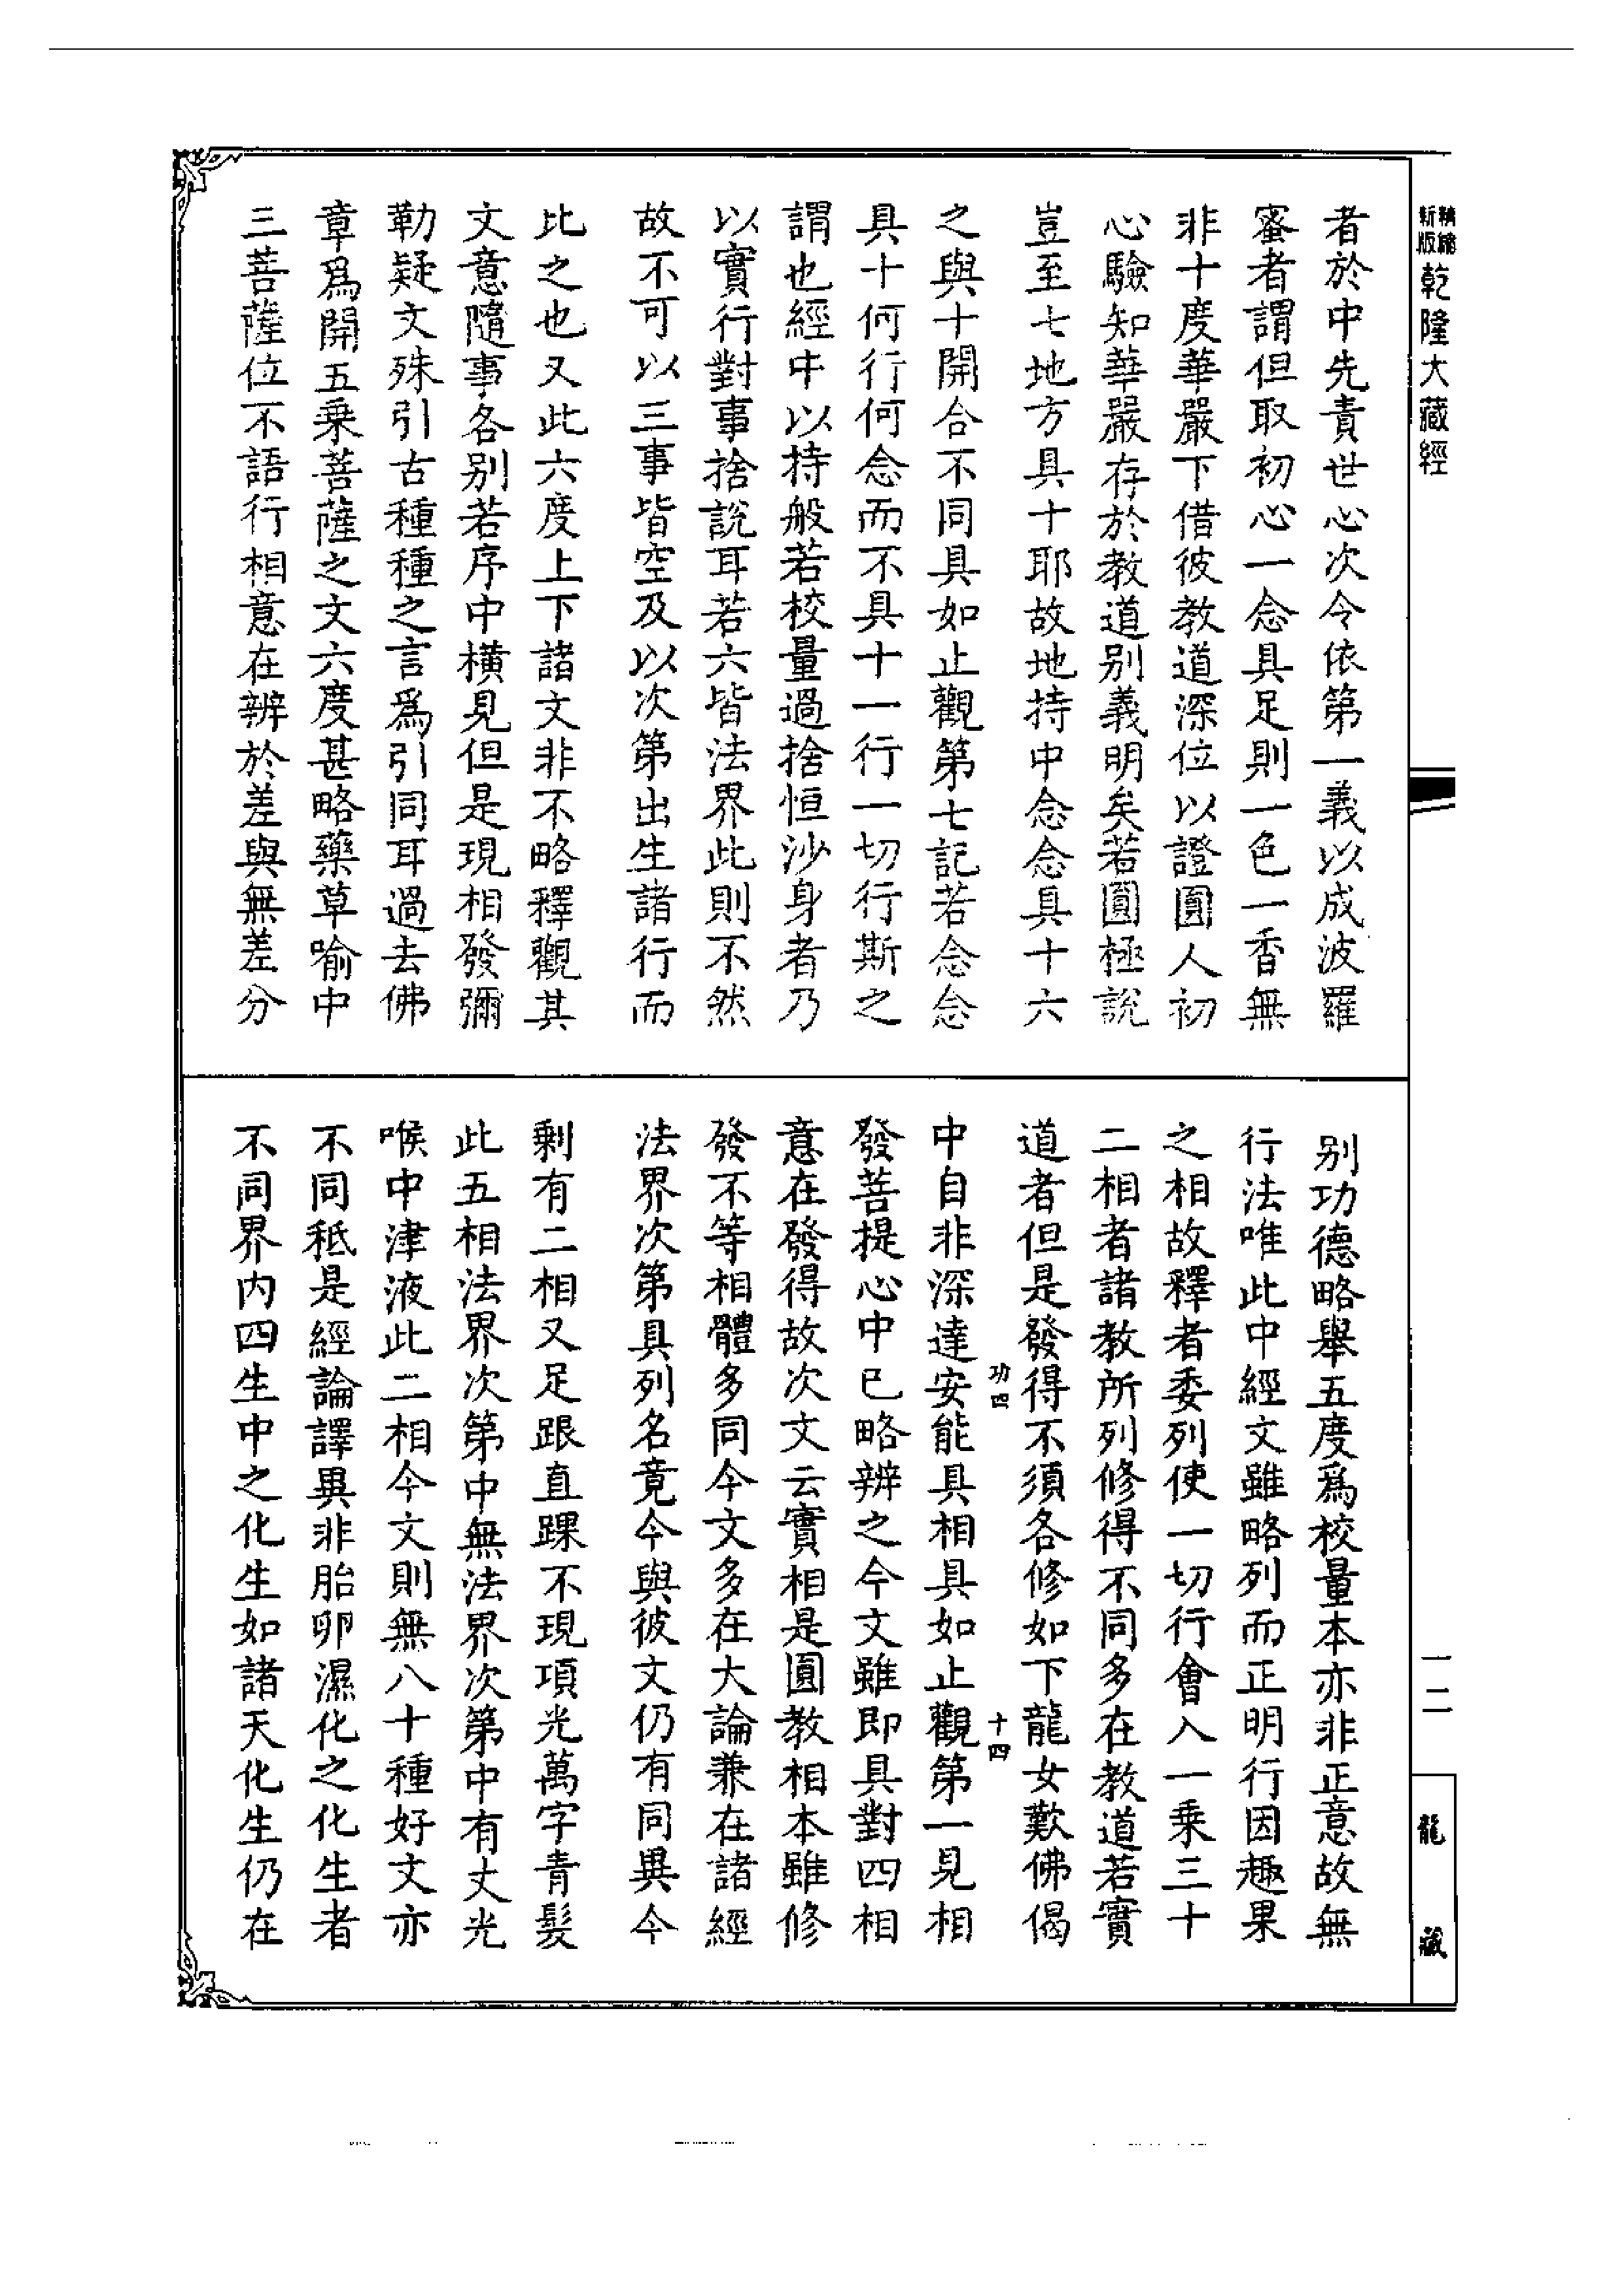 精縮
新版
乾隆大藏經
者於中先責世心次令依第一義以成波羅
蜜者謂但取初心一念具足則一色一香無
非十度華嚴下借彼教道深位以證圓人初
心驗知華嚴存於教道别義明矣若圓極說
豈至七地方具十耶故地持中念念具十六
之與十開合不同具如止觀第七記若念念
具十何行何念而不具十一行一切行斯之
謂也經中以持般若校量過捨恒沙身者乃
以實行對事捨說耳若六皆法界此則不然
故不可以三事皆空及以次第出生諸行而
比之也又此六度上下諸文非不略釋觀其
文意隨事各别若序中橫見但是現相發彌
勒疑文殊引古種種之言爲引同耳過去佛
章爲開五乘菩薩之文六度甚略藥草喻中
三菩薩位不語行相意在辨於差與無差分
别功德略舉五度爲校量本亦非正意故無
行法唯此中經文雖略列而正明行因趣果
之相故釋者委列使一切行會入一乘三十
二相者諸教所列修得不同多在教道若實
道者但是發得不須各修如下龍女歎佛偈
功四
十四
中自非深達安能具相具如止觀第一見相
發菩提心中已略辨之今文雖即具對四相
意在發得故次文云實相是圓教相本雖修
發不等相體多同今文多在大論兼在諸經
法界次第具列名竟今與彼文仍有同異今
剩有二相又足跟直踝不現項光萬字青髮
此五相法界次第中無法界次第中有丈光
喉中津液此二相今文則無八十種好文亦
不同秖是經論譯異非胎卵濕化之化生者
不同界内四生中之化生如諸天化生仍在
一二
龍
藏